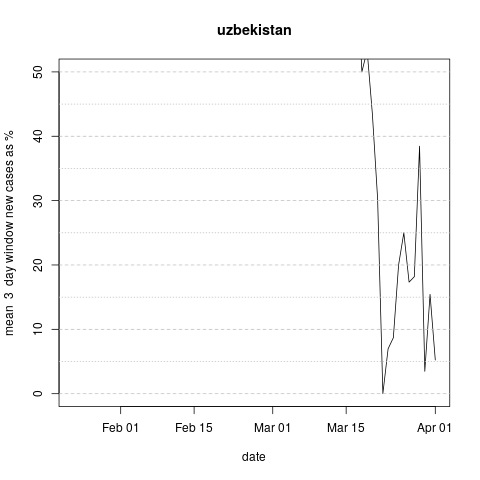 uzbekistan
mean  3  day window new cases as %
50
40
30
20
10
0
Feb 01
Feb 15
Mar 01
Mar 15
Apr 01
date